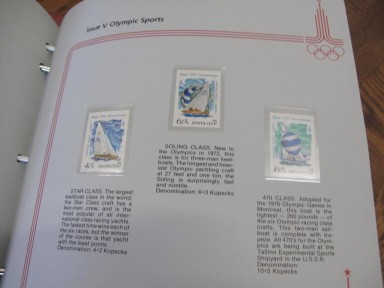 Issue V Olympic Sports
SOLING CLASS. New to
the Olympics in 1972, this
class is for three-man keel-
boats. The longest and heav-
iest Olympic yachting craft
at 27 feet and one ton, the
Soling is surprisingly fast
and nimble.
Denomination: 6+3 Kopecks
STAR CLASS. The largest
sailboat class in the world,
the Star Class craft has a
two-man crew, and is the
most popular of all inter-
national class racing yachts.
The fastest time wins each of
the six races, but the winner
of the course is that yacht
with the least points.
Denomination: 4+2 Kopecks
470 CLASS. Adopted for
the 1976 Olympic Games in
Montreal, this boat is the
lightest — 260 pounds — of
the six Olympic racing class
craft. This two-man sail-
boat is complete with tra-
peze. All 470's for the Olym-
pics are being built at the
Tallinn Experimental Sports
Shipyard in the U.S.S.R.
Denomination:
10+5 Kopecks